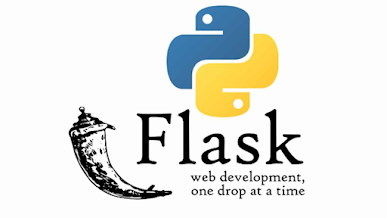 Flask
web development,
one drop at a time